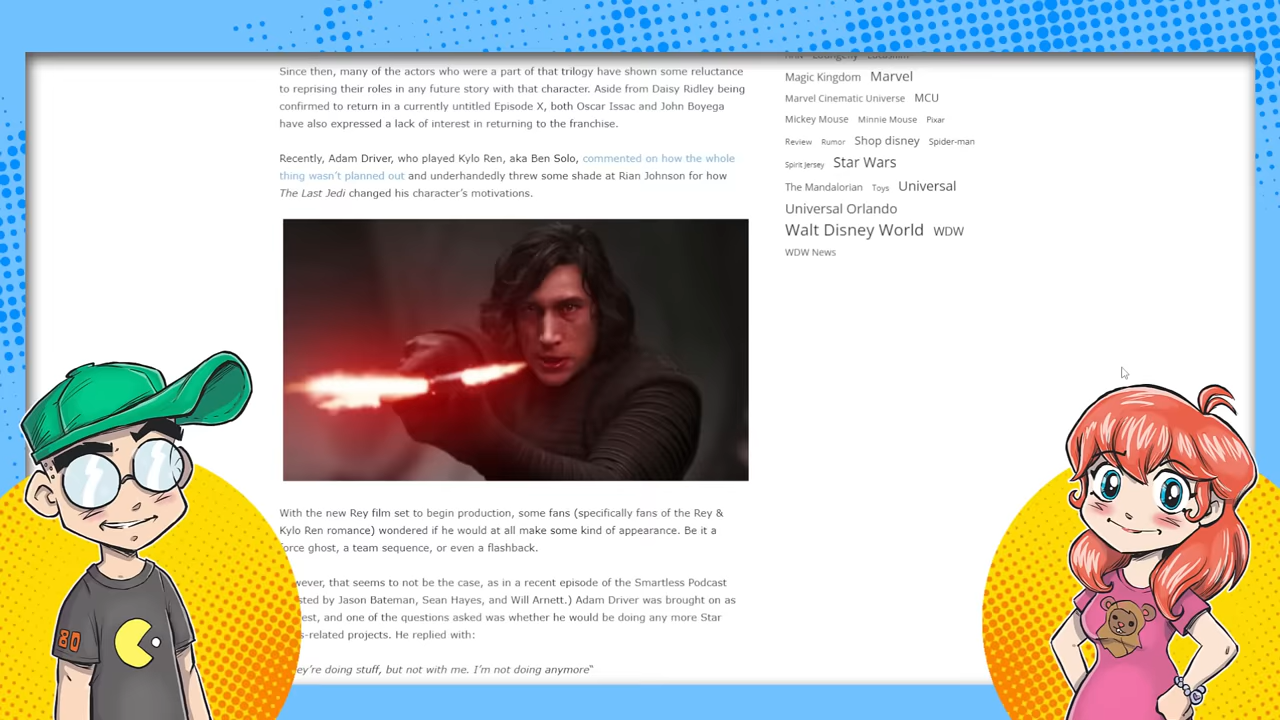 Since then, many of the actors who were a part of that trilogy have shown some reluctance
to reprising their roles in any future story with that character. Aside from Daisy Ridley being
confirmed to return in a currently untitled Episode X, both Oscar Issac and John Boyega
have also expressed a lack of interest in returning to the franchise.
Recently, Adam Driver, who played Kylo Ren, aka Ben Solo, commented on how the whole
thing wasn't planned out and underhandedly threw some shade at Rian Johnson for how
The Last Jedi changed his character's motivations.
With the new Rey film set to begin production, some fans (specifically fans of the Rey &
Kylo Ren romance) wondered if he would at all make some kind of appearance. Be it a
force ghost, a team sequence, or even a flashback.
that seems to not be the case, as in a recent episode of the Smartless Podcast
by Jason Bateman, Sean Hayes, and Will Arnett.) Adam Driver was brought on as
and one of the questions asked was whether he would be doing any more Star
-related projects. He replied with:
doing stuff, but not with me. I'm not doing anymore"
Magic Kingdom Marvel
Marvel Cinematic Universe MCU
Mickey Mouse Minnie Mouse Pixar
Review Rumor Shop disney Spider-man
Spirit Jersey Star Wars
The Mandalorian Toys Universal
Universal Orlando
Walt Disney World WDW
WDW News
80